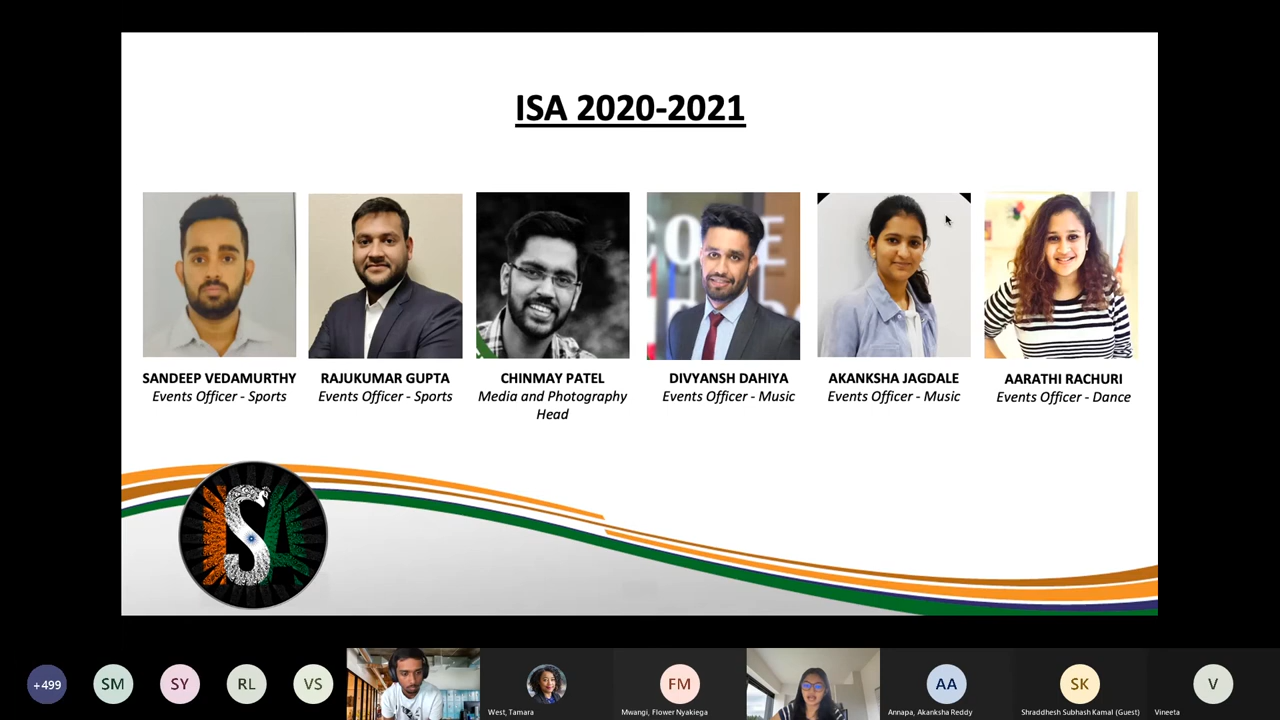 ISA 2020-2021
SANDEEP VEDAMURTHY
Events Officer - Sports
RAJUKUMAR GUPTA
Events Officer - Sports
CHINMAY PATEL
Media and Photography
Head
DIVYANSH DAHIYA
Events Officer - Music
AKANKSHA JAGDALE
Events Officer - Music
AARATHI RACHURI
Events Officer - Dance
ISA
+499
SM
SY
RL
VS
West, Tamara
FM
Mwangi, Flower Nyakiega
AA
Annapa, Akanksha Reddy
SK
Shraddhesh Subhash Kamal (Guest)
V
Vineeta